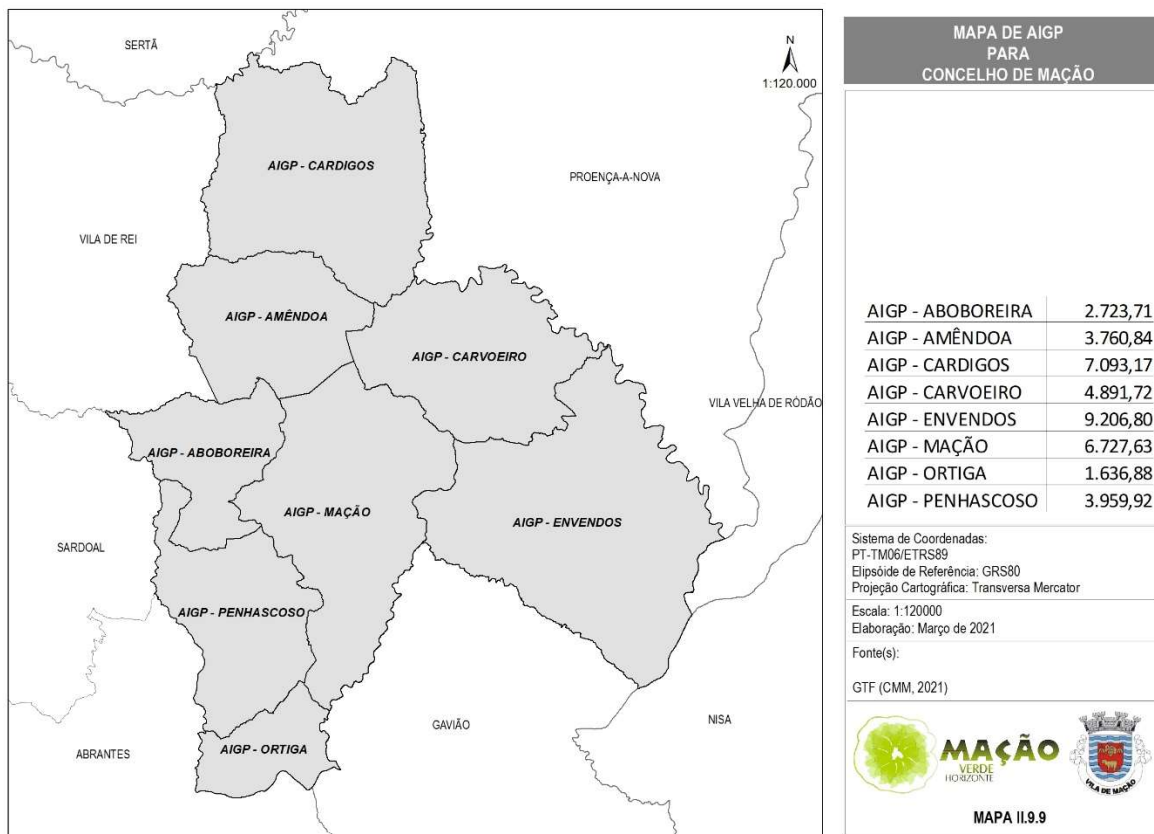 SERTÃ
N
1:120.000
AIGP - CARDIGOS
PROENÇA-A-NOVA
VILA DE REI
AIGP - AMÊNDOA
AIGP - CARVOEIRO
VILA VELHA DE RÓDÃO
AIGP - ABOBOREIRA
AIGP - MAÇÃO
AIGP - ENVENDOS
SARDOAL
AIGP - PENHASCOSO
GAVIÃO
NISA
ABRANTES
AIGP - ORTIGA
MAPA DE AIGP
PARA
CONCELHO DE MAÇÃO
AIGP - ABOBOREIRA 2.723,71
AIGP - AMÊNDOA 3.760,84
AIGP - CARDIGOS 7.093,17
AIGP - CARVOEIRO 4.891,72
AIGP - ENVENDOS 9.206,80
AIGP - MAÇÃO 6.727,63
AIGP - ORTIGA 1.636,88
AIGP - PENHASCOSO 3.959,92
Sistema de Coordenadas:
PT-TM06/ETRS89
Elipsóide de Referência: GRS80
Projeção Cartográfica: Transversa Mercator
Escala: 1:120000
Elaboração: Março de 2021
Fonte(s):
GTF (CMM, 2021)
MAÇÃO
VERDE
HORIZONTE
VILA DE MAÇÃO
MAPA II.9.9